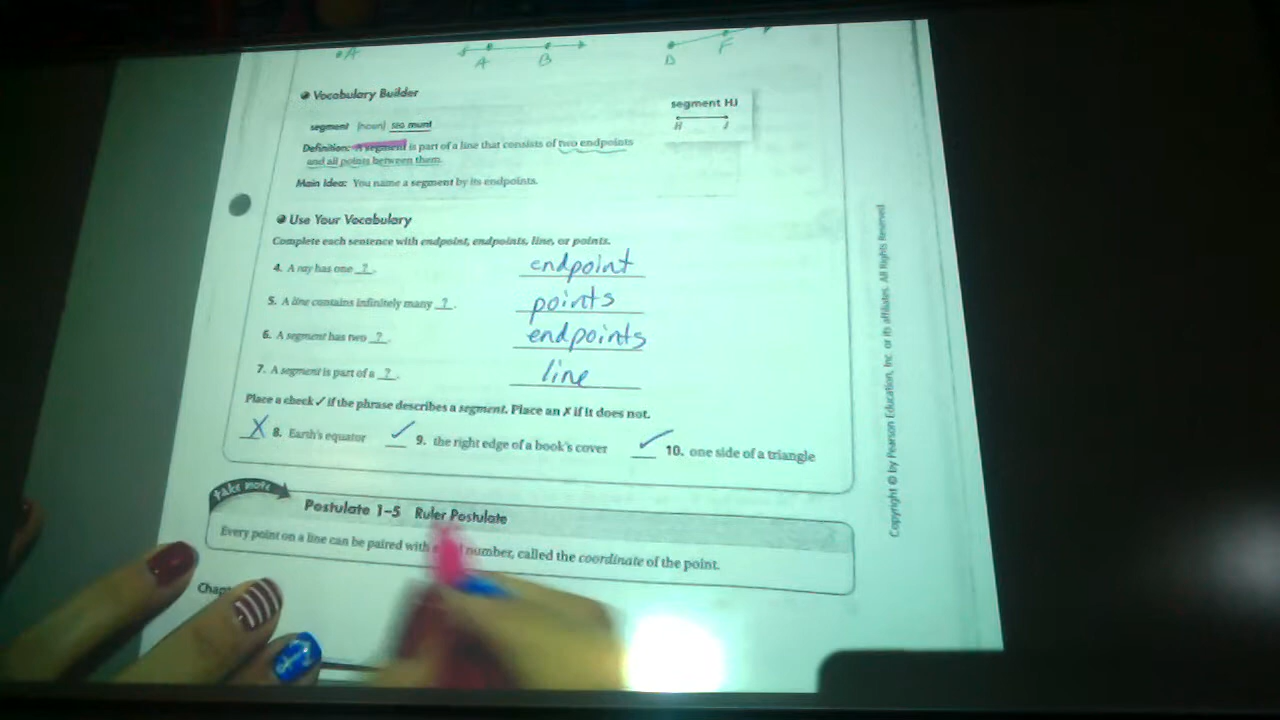 A
A B
D F
Vocabulary Builder
segment (noun) SEG munt
segment HJ
H J
Definition: A segment is part of a line that consists of two endpoints
and all points between them.
Main Idea: You name a segment by its endpoints.
Use Your Vocabulary
Complete each sentence with endpoint, endpoints, line, or points.
4. A ray has one ? . endpoint
5. A line contains infinitely many ? . points
6. A segment has two ? . endpoints
7. A segment is part of a ? . line
Place a check ✓ if the phrase describes a segment. Place an ✗ if it does not.
X 8. Earth's equator ✓ 9. the right edge of a book's cover ✓ 10. one side of a triangle
Take note
Postulate 1–5 Ruler Postulate
Every point on a line can be paired with number, called the coordinate of the point.
Copyright © by Pearson Education, Inc. or its affiliates. All Rights Reserved.